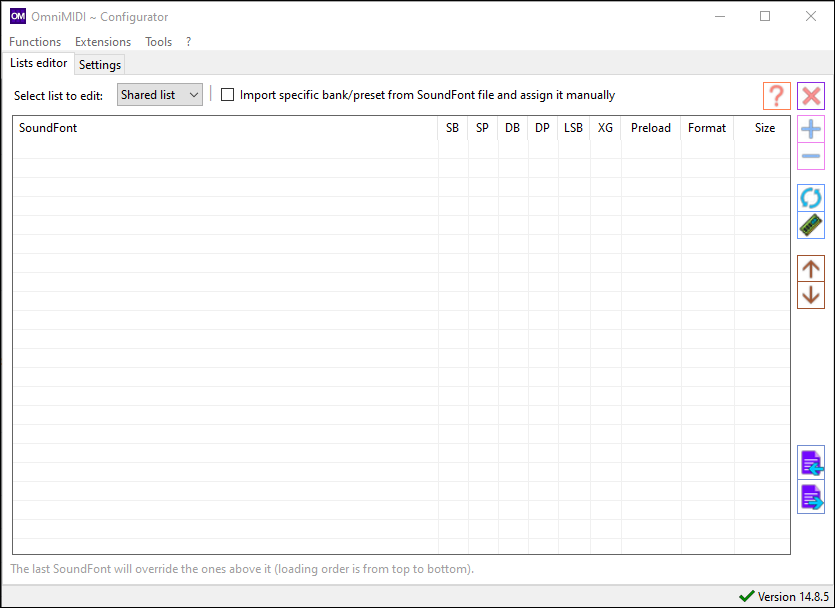 OM OmniMIDI ~ Configurator
Functions Extensions Tools ?
Lists editor Settings
Select list to edit: Shared list Import specific bank/preset from SoundFont file and assign it manually ?
SoundFont SB SP DB DP LSB XG Preload Format Size
The last SoundFont will override the ones above it (loading order is from top to bottom).
Version 14.8.5